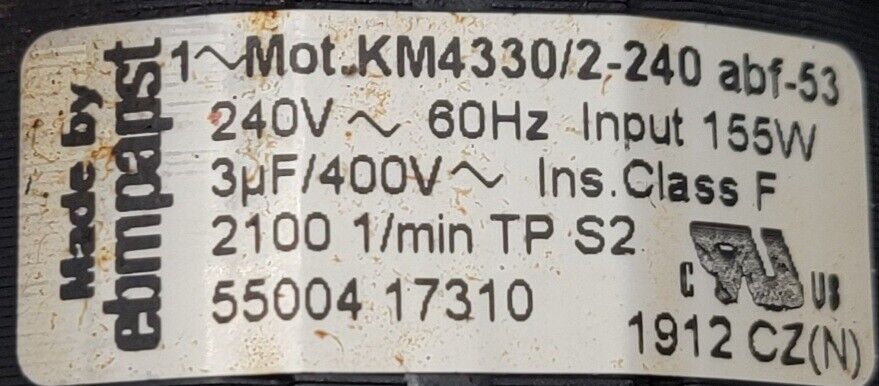 Made by
ebmpapst
1~Mot.KM4330/2-240 abf-53
240V ~ 60Hz Input 155W
3µF/400V~ Ins.Class F
2100 1/min TP S2
55004 17310
C RU US
1912 CZ(N)